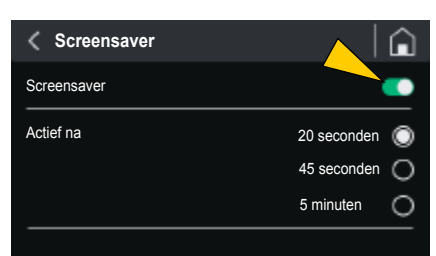 Screensaver
Screensaver
Actief na
20 seconden
45 seconden
5 minuten